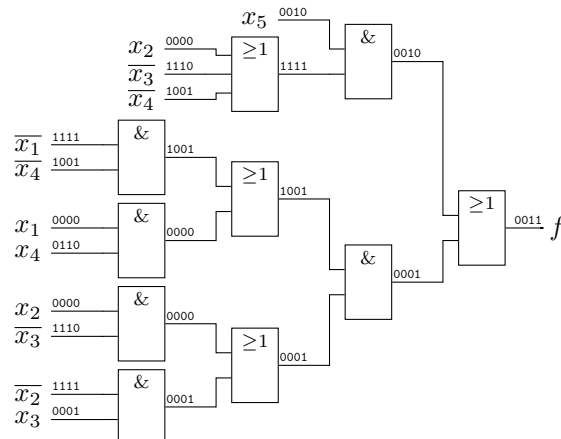 x₅ 0010
&
x₂ 0000
≥1
0010
x̅₃ 1110
1111
x̅₄ 1001
x̅₁ 1111
&
1001
x̅₄ 1001
≥1
1001
x₁ 0000
&
0000
x₄ 0110
≥1
0011
f
&
0001
x₂ 0000
&
0000
x̅₃ 1110
≥1
0001
x̅₂ 1111
&
0001
x₃ 0001